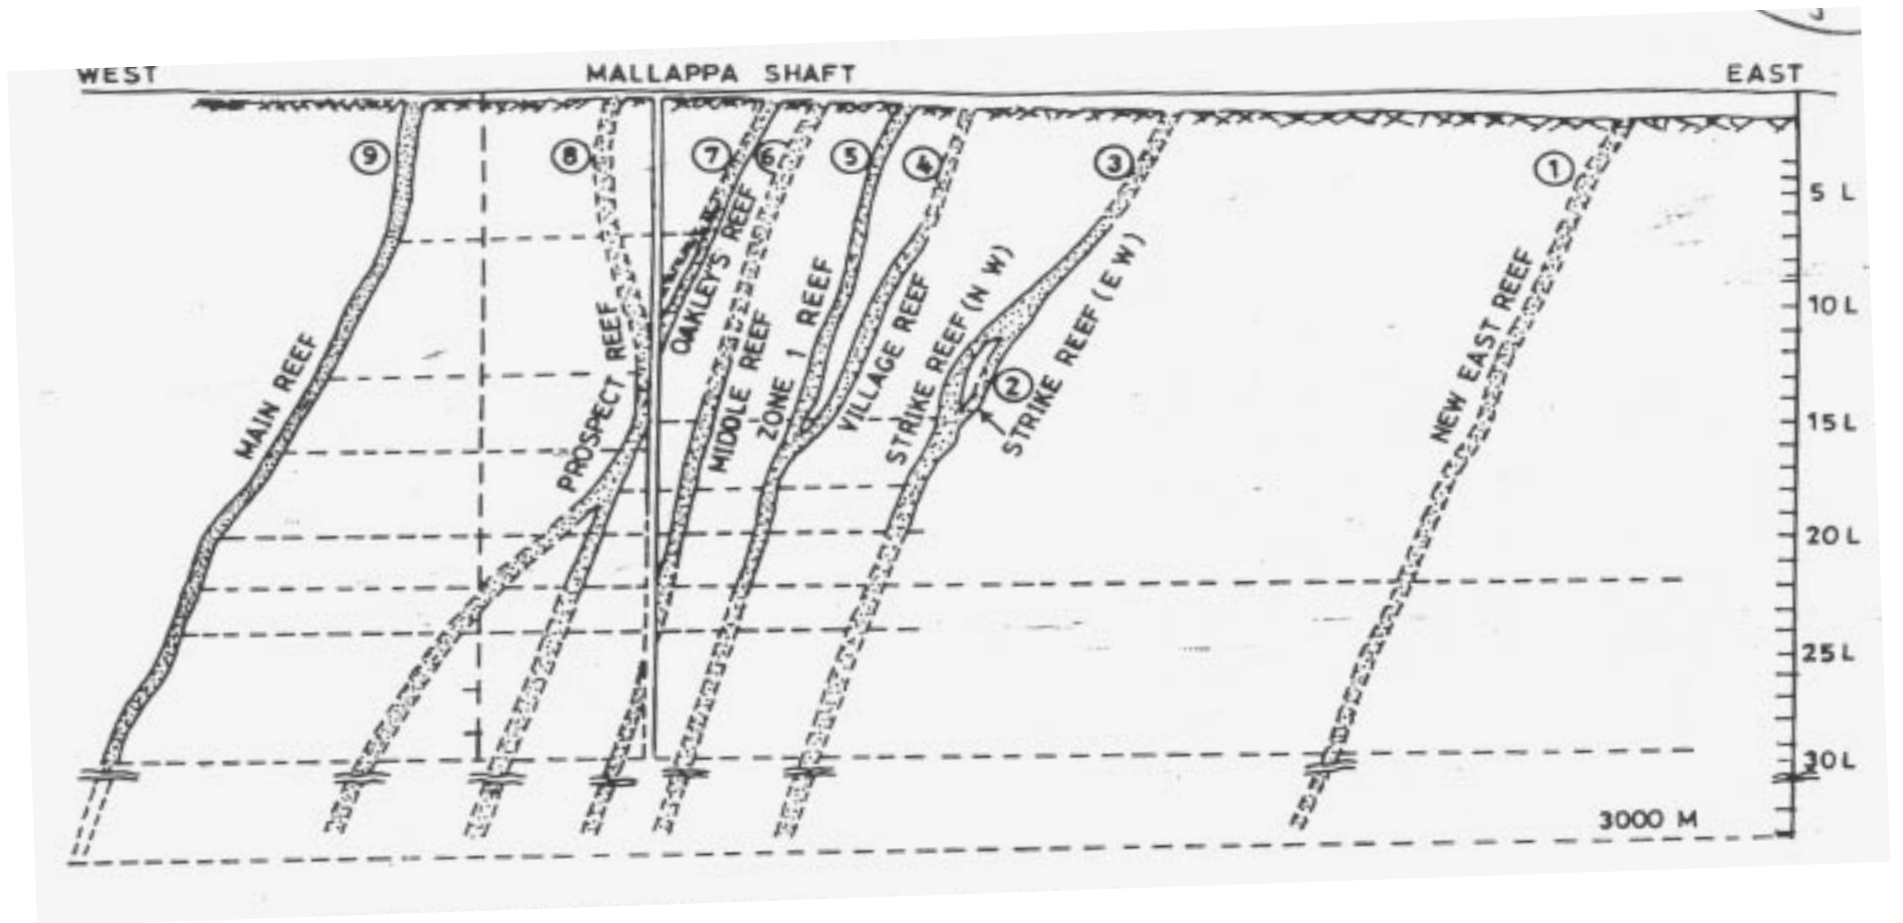 WEST
MALLAPPA SHAFT
EAST
9
8
7
6
5
4
3
1
5 L
10 L
15 L
20 L
25 L
30 L
MAIN REEF
PROSPECT REEF
OAKLEY'S REEF
MIDDLE REEF
ZONE 1 REEF
VILLAGE REEF
STRIKE REEF (N W)
2
STRIKE REEF (E W)
NEW EAST REEF
3000 M